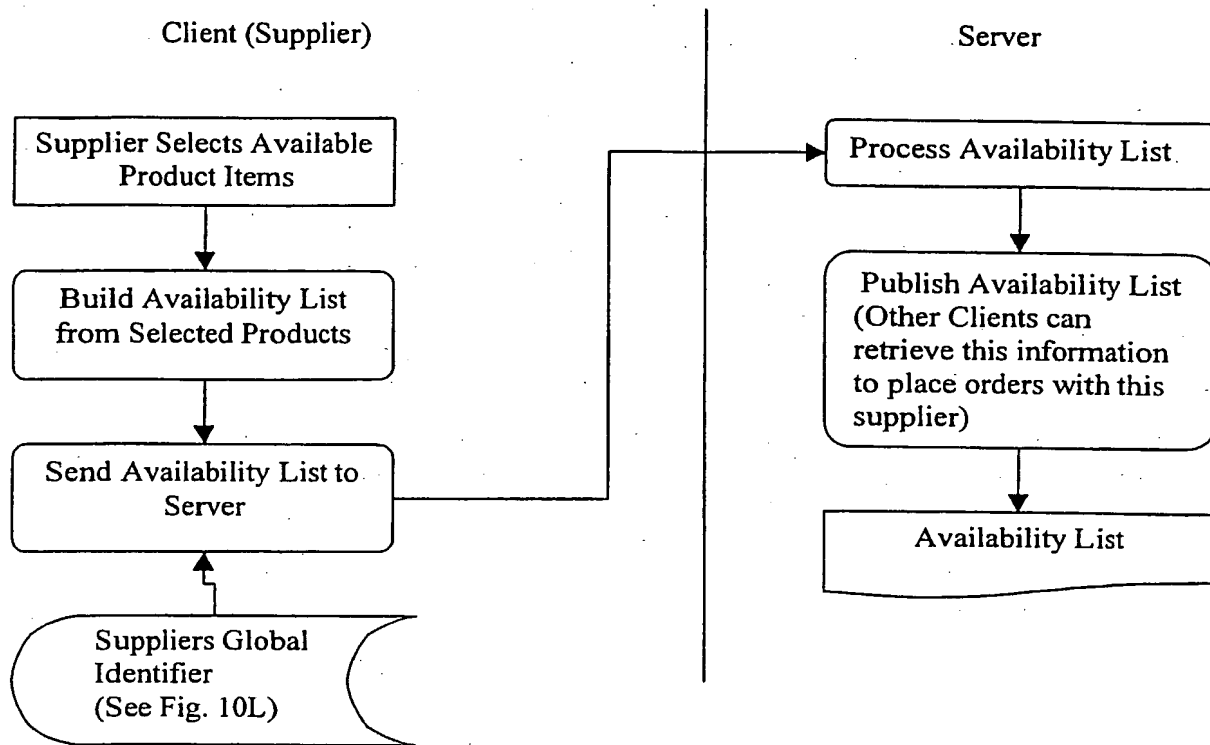 Client (Supplier)
Server
Supplier Selects Available
Product Items
Build Availability List
from Selected Products
Send Availability List to
Server
Suppliers Global
Identifier
(See Fig. 10L)
Process Availability List
Publish Availability List
(Other Clients can
retrieve this information
to place orders with this
supplier)
Availability List